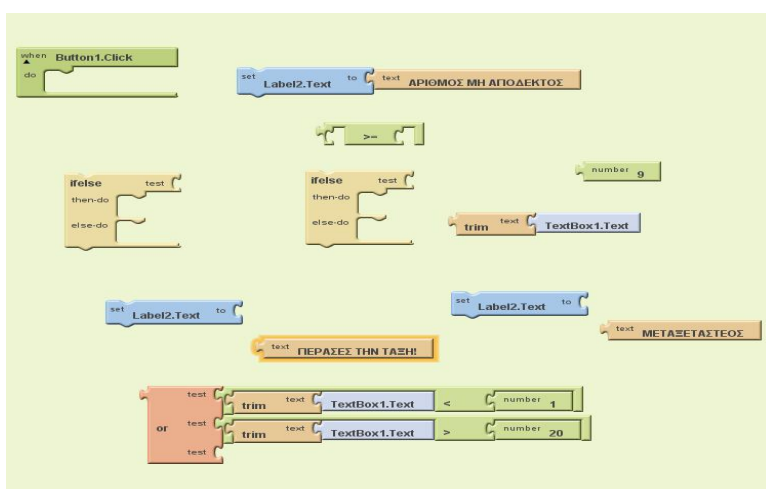 when Button1.Click
do
set Label2.Text to text ΑΡΙΘΜΟΣ ΜΗ ΑΠΟΔΕΚΤΟΣ
>=
number 9
ifelse test
then-do
else-do
ifelse test
then-do
else-do
trim text TextBox1.Text
set Label2.Text to
set Label2.Text to
text ΠΕΡΑΣΕΣ ΤΗΝ ΤΑΞΗ!
text ΜΕΤΑΞΕΤΑΣΤΕΟΣ
or
test trim text TextBox1.Text < number 1
test trim text TextBox1.Text > number 20
test